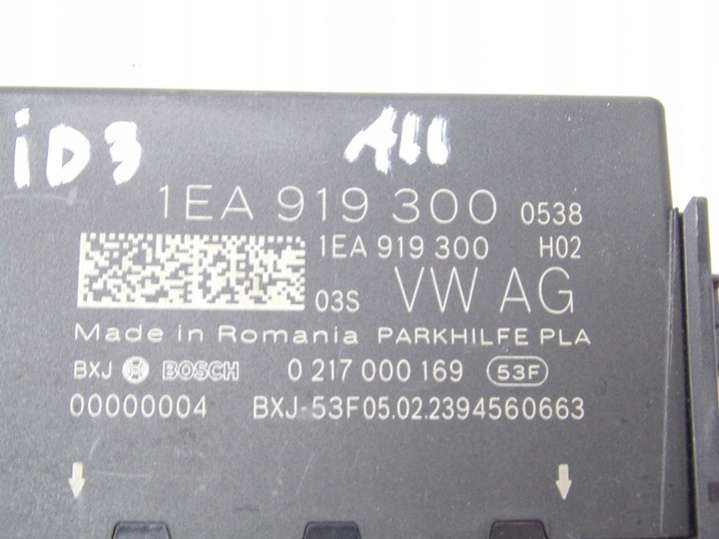 iD3 A11
1EA 919 300 0538
1EA 919 300 H02
03S VW AG
Made in Romania PARKHILFE PLA
BXJ BOSCH 0 217 000 169 53F
00000004 BXJ-53F05.02.2394560663